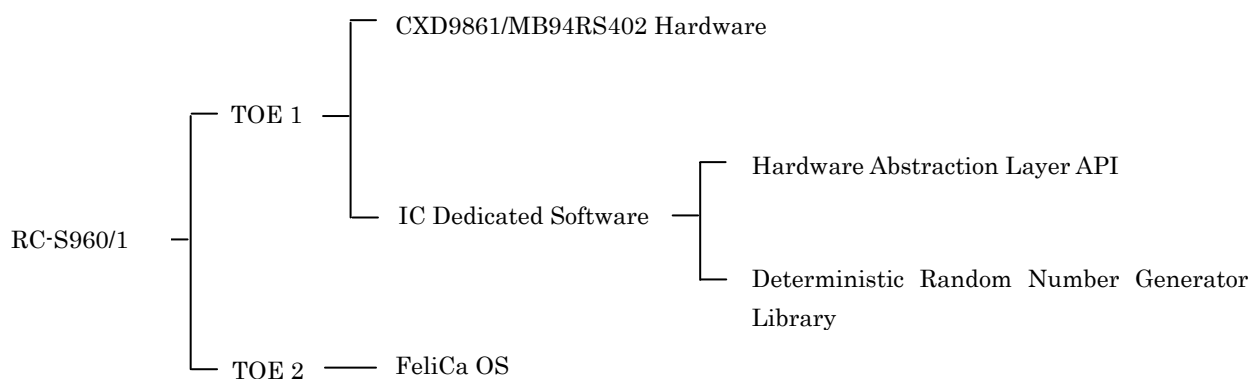 CXD9861/MB94RS402 Hardware
TOE 1
Hardware Abstraction Layer API
IC Dedicated Software
RC-S960/1
Deterministic Random Number Generator
Library
TOE 2
FeliCa OS